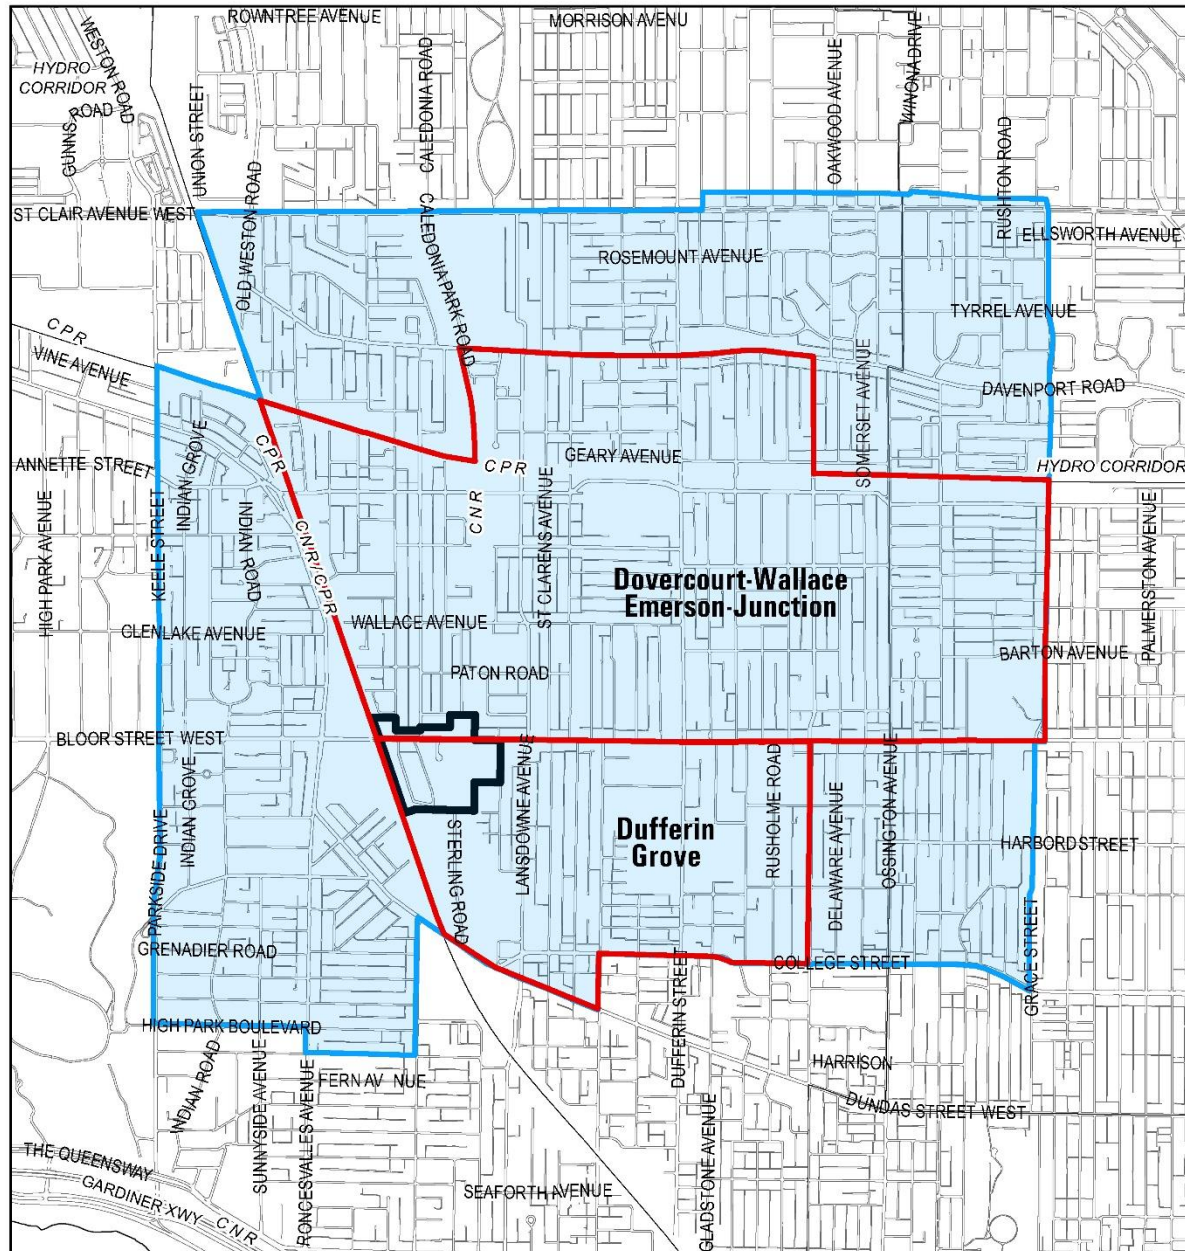 ROWNTREE AVENUE
MORRISON AVENU
WESTON ROAD
HYDRO
CORRIDOR
GUNNS ROAD
UNION STREET
CALEDONIA ROAD
OAKWOOD AVENUE
WINONA DRIVE
RUSHTON ROAD
ST CLAIR AVENUE WEST
OLD WESTON ROAD
CALEDONIA PARK ROAD
ROSEMOUNT AVENUE
ELLSWORTH AVENUE
TYRREL AVENUE
CPR
VINE AVENUE
SOMERSET AVENUE
DAVENPORT ROAD
ANNETTE STREET
INDIAN GROVE
CPR
CPR
GEARY AVENUE
HYDRO CORRIDOR
HIGH PARK AVENUE
KEELE STREET
INDIAN ROAD
CNR / CPR
CNR
ST CLARENS AVENUE
Dovercourt-Wallace
Emerson-Junction
PALMERSTON AVENUE
GLENLAKE AVENUE
WALLACE AVENUE
PATON ROAD
BARTON AVENUE
BLOOR STREET WEST
INDIAN GROVE
PARKSIDE DRIVE
STERLING ROAD
LANSDOWNE AVENUE
Dufferin
Grove
RUSHOLME ROAD
DELAWARE AVENUE
OSSINGTON AVENUE
HARBORD STREET
GRENADIER ROAD
COLLEGE STREET
GRACE STREET
HIGH PARK BOULEVARD
DUFFERIN STREET
INDIAN ROAD
SUNNYSIDE AVENUE
RONCESVALLES AVENUE
FERN AV NUE
HARRISON
DUNDAS STREET WEST
THE QUEENSWAY
GARDINER XWY
CNR
SEAFORTH AVENUE
GLADSTONE AVENUE